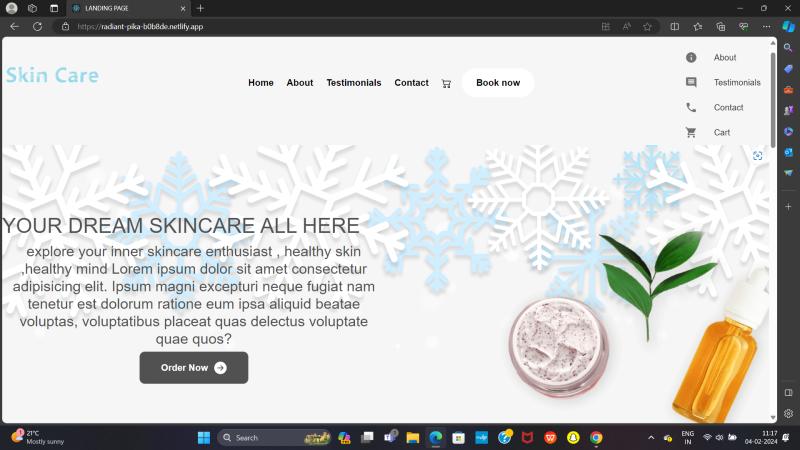 LANDING PAGE
https://radiant-pika-b0b8de.netlify.app
Skin Care
Home About Testimonials Contact Book now
About
Testimonials
Contact
Cart
YOUR DREAM SKINCARE ALL HERE
explore your inner skincare enthusiast , healthy skin
,healthy mind Lorem ipsum dolor sit amet consectetur
adipisicing elit. Ipsum magni excepturi neque fugiat nam
tenetur est dolorum ratione eum ipsa aliquid beatae
voluptas, voluptatibus placeat quas delectus voluptate
quae quos?
Order Now
21°C
Mostly sunny
Search
ENG
IN
11:17
04-02-2024